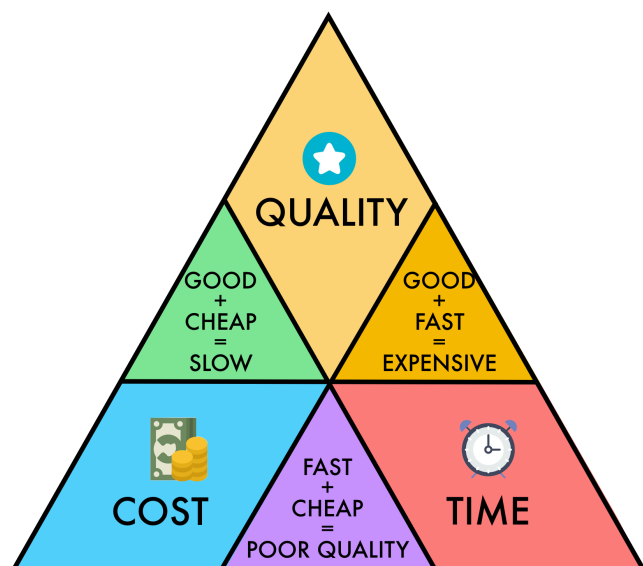 QUALITY
GOOD
+
CHEAP
=
SLOW
GOOD
+
FAST
=
EXPENSIVE
COST
FAST
+
CHEAP
=
POOR QUALITY
TIME